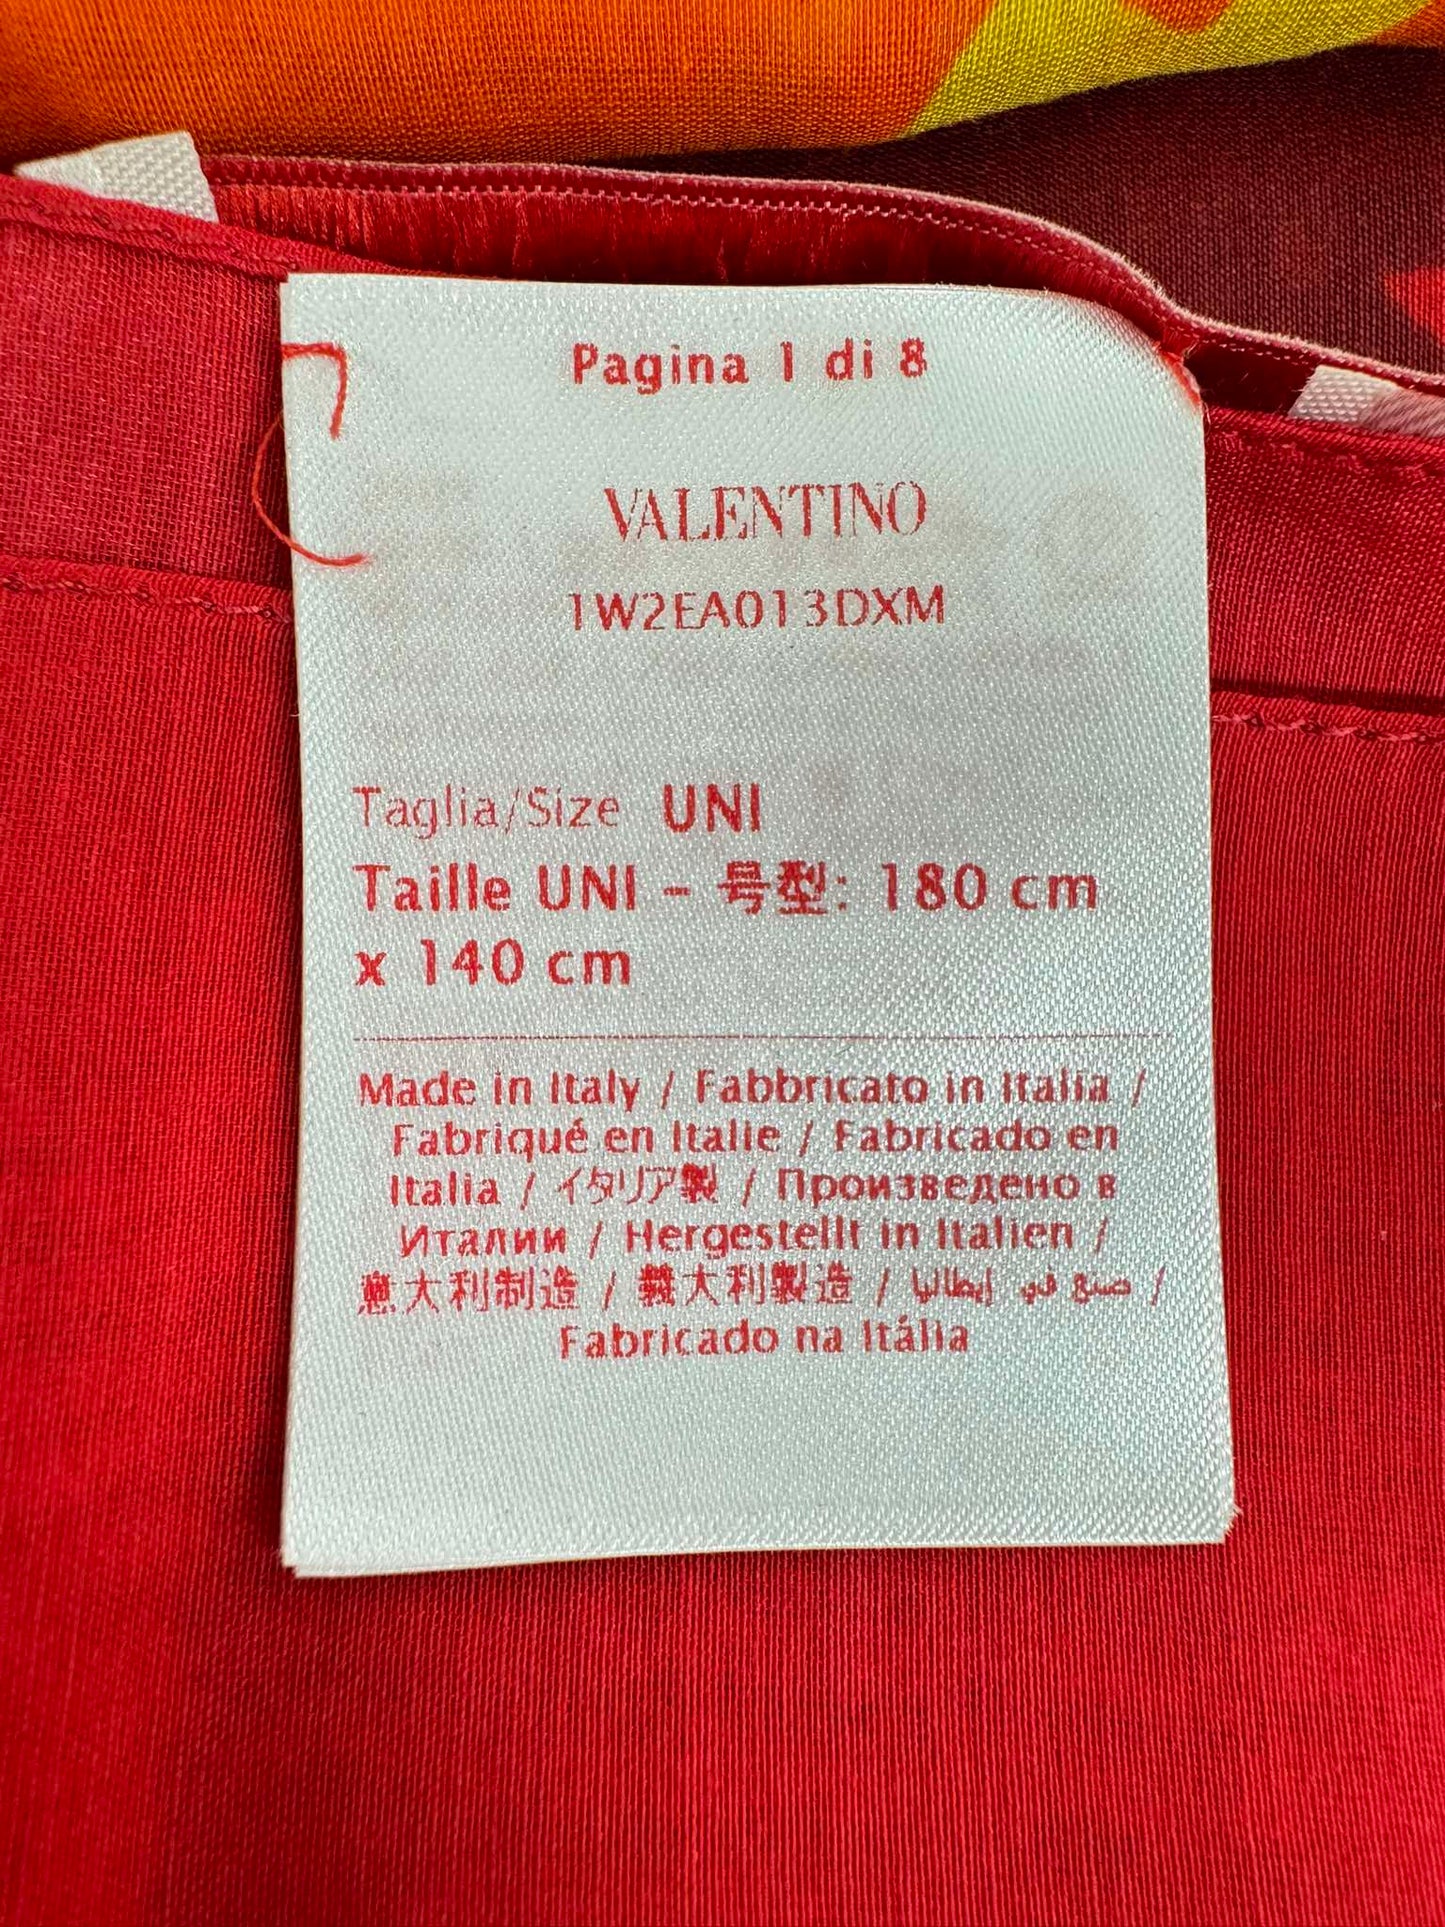 Pagina 1 di 8
VALENTINO
1W2EA013DXM
Taglia/Size UNI
Taille UNI - 号型: 180 cm
x 140 cm
Made in Italy / Fabbricato in Italia /
Fabriqué en Italie / Fabricado en
Italia / イタリア製 / Произведено в
Италии / Hergestellt in Italien /
意大利制造 / 義大利製造 / صنع في إيطاليا /
Fabricado na Itália